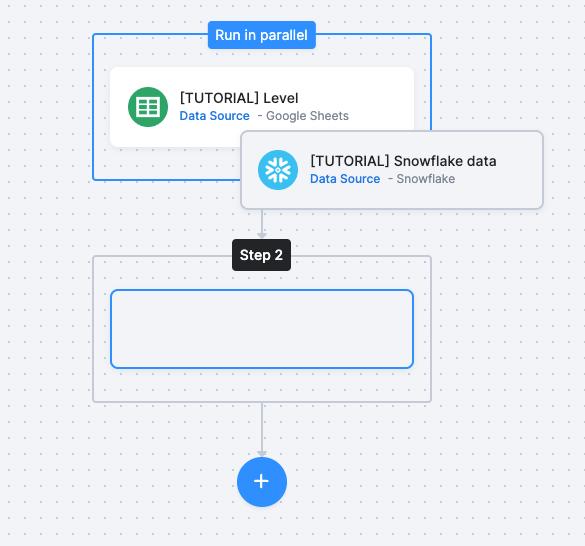 Run in parallel
[TUTORIAL] Level
Data Source - Google Sheets
[TUTORIAL] Snowflake data
Data Source - Snowflake
Step 2